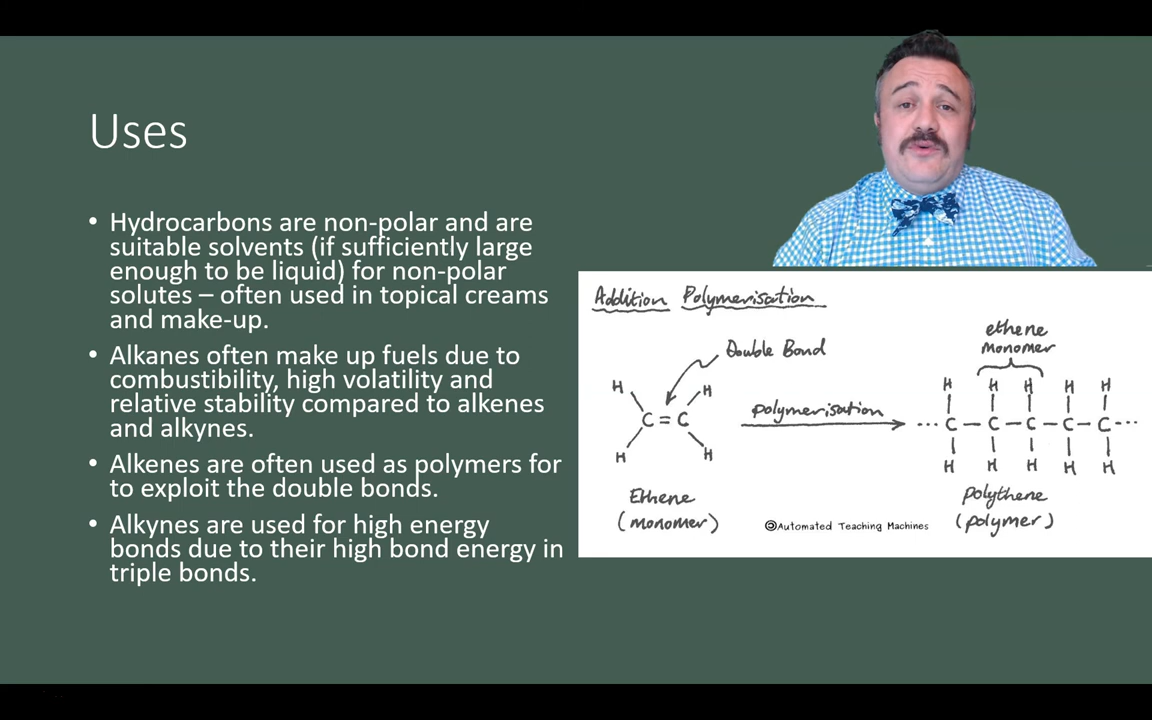 Uses
• Hydrocarbons are non-polar and are
suitable solvents (if sufficiently large
enough to be liquid) for non-polar
solutes – often used in topical creams
and make-up.
• Alkanes often make up fuels due to
combustibility, high volatility and
relative stability compared to alkenes
and alkynes.
• Alkenes are often used as polymers for
to exploit the double bonds.
• Alkynes are used for high energy
bonds due to their high bond energy in
triple bonds.
Addition Polymerisation
Double Bond
H H
C = C
H H
Ethene
(monomer)
polymerisation
ethene
monomer
H H H H H
... C – C – C – C – C ...
H H H H H
polythene
(polymer)
©Automated Teaching Machines